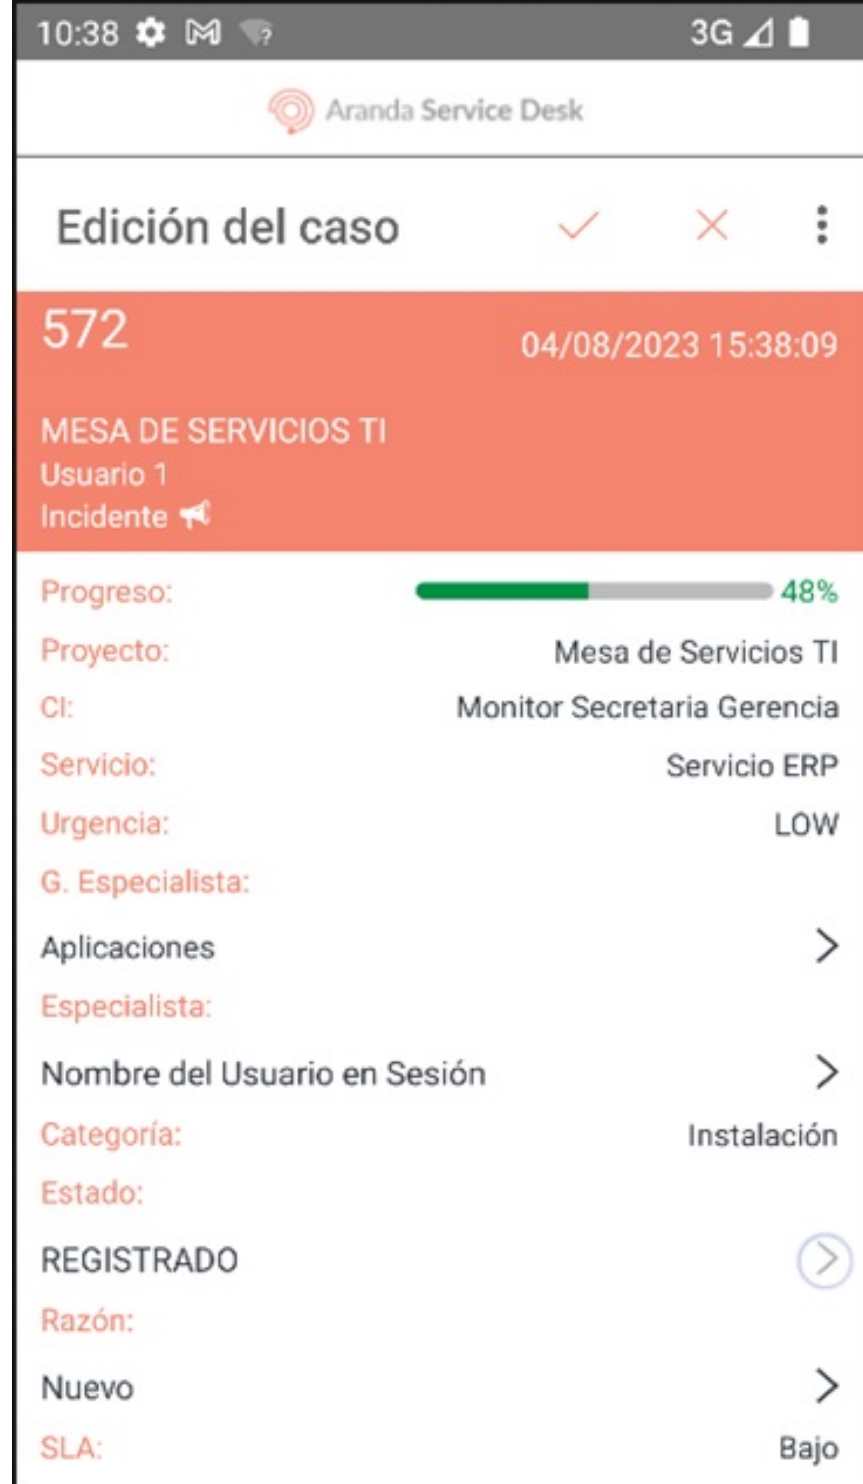 10:38 3G
Aranda Service Desk
Edición del caso
572 04/08/2023 15:38:09
MESA DE SERVICIOS TI
Usuario 1
Incidente
Progreso: 48%
Proyecto: Mesa de Servicios TI
CI: Monitor Secretaria Gerencia
Servicio: Servicio ERP
Urgencia: LOW
G. Especialista:
Aplicaciones
Especialista:
Nombre del Usuario en Sesión
Categoría: Instalación
Estado:
REGISTRADO
Razón:
Nuevo
SLA: Bajo